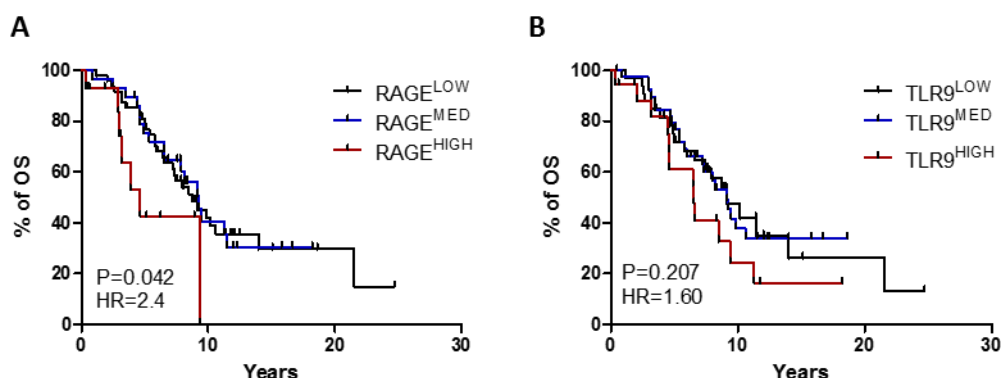 A
% of OS
100
80
60
40
20
0
0 10 20 30
Years
RAGE^LOW
RAGE^MED
RAGE^HIGH
P=0.042
HR=2.4
B
% of OS
100
80
60
40
20
0
0 10 20 30
Years
TLR9^LOW
TLR9^MED
TLR9^HIGH
P=0.207
HR=1.60